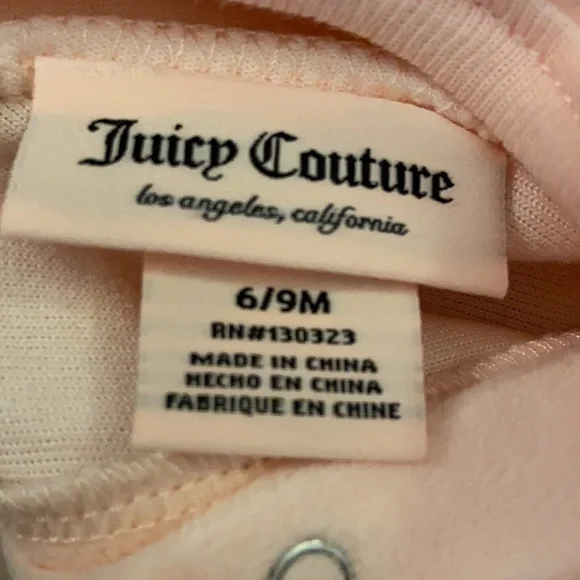 Juicy Couture
los angeles, california
6/9M
RN#130323
MADE IN CHINA
HECHO EN CHINA
FABRIQUE EN CHINE